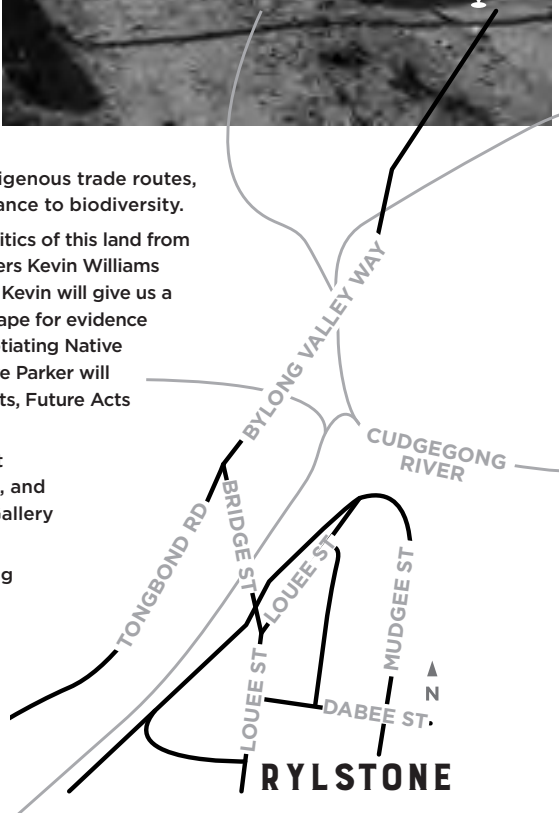 igenous trade routes,
ance to biodiversity.
itics of this land from
ers Kevin Williams
Kevin will give us a
ape for evidence
tiating Native
e Parker will
ts, Future Acts
t
, and
allery
g
BYLONG VALLEY WAY
CUDGEGONG
RIVER
TONGBOND RD
BRIDGE ST
LOUEE ST
MUDGEE ST
LOUEE ST
DABEE ST.
N
RYLSTONE